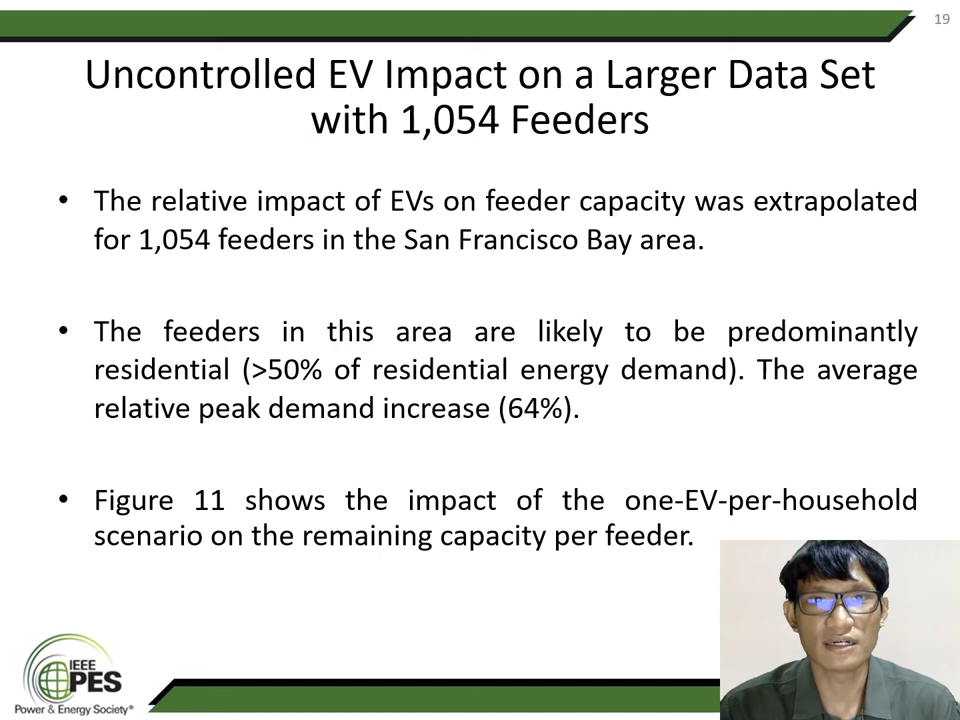 19
Uncontrolled EV Impact on a Larger Data Set
with 1,054 Feeders
• The relative impact of EVs on feeder capacity was extrapolated
for 1,054 feeders in the San Francisco Bay area.
• The feeders in this area are likely to be predominantly
residential (>50% of residential energy demand). The average
relative peak demand increase (64%).
• Figure 11 shows the impact of the one-EV-per-household
scenario on the remaining capacity per feeder.
IEEE
PES
Power & Energy Society®